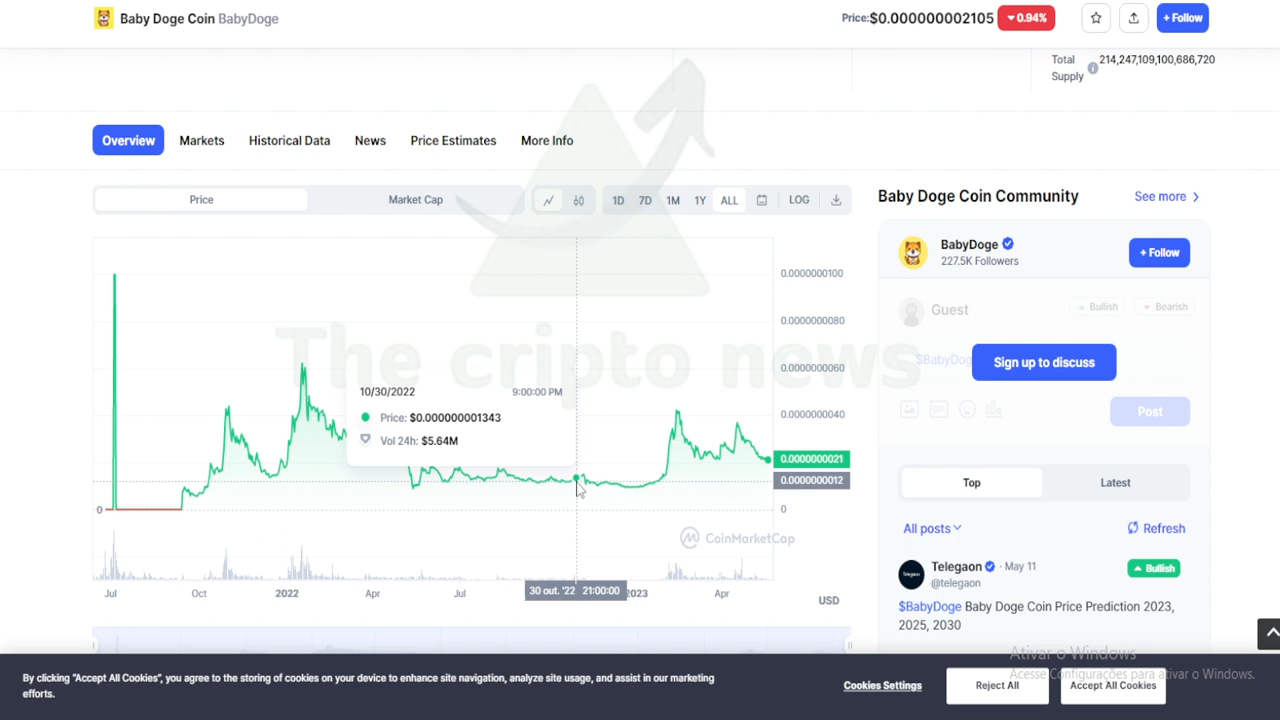 Baby Doge Coin BabyDoge
Price:$0.000000002105 0.94%
+ Follow
Total Supply 214,247,109,100,686,720
Overview Markets Historical Data News Price Estimates More Info
Price Market Cap 1D 7D 1M 1Y ALL LOG
Baby Doge Coin Community See more
BabyDoge
227.5K Followers
+ Follow
Guest Bullish Bearish
$BabyDog
Sign up to discuss
GIF
Post
Top Latest
All posts Refresh
Telegaon · May 11
@telegaon
Bullish
$BabyDoge Baby Doge Coin Price Prediction 2023,
2025, 2030
0.0000000100
0.0000000080
0.0000000060
0.0000000040
0.0000000021
0.0000000012
0
0
10/30/2022 9:00:00 PM
Price: $0.000000001343
Vol 24h: $5.64M
CoinMarketCap
Jul Oct 2022 Apr Jul 30 out. '22 21:00:00 2023 Apr
USD
The cripto news
By clicking "Accept All Cookies", you agree to the storing of cookies on your device to enhance site navigation, analyze site usage, and assist in our marketing
efforts.
Cookies Settings Reject All Accept All Cookies
Ativar o Windows
Acesse Configurações para ativar o Windows.